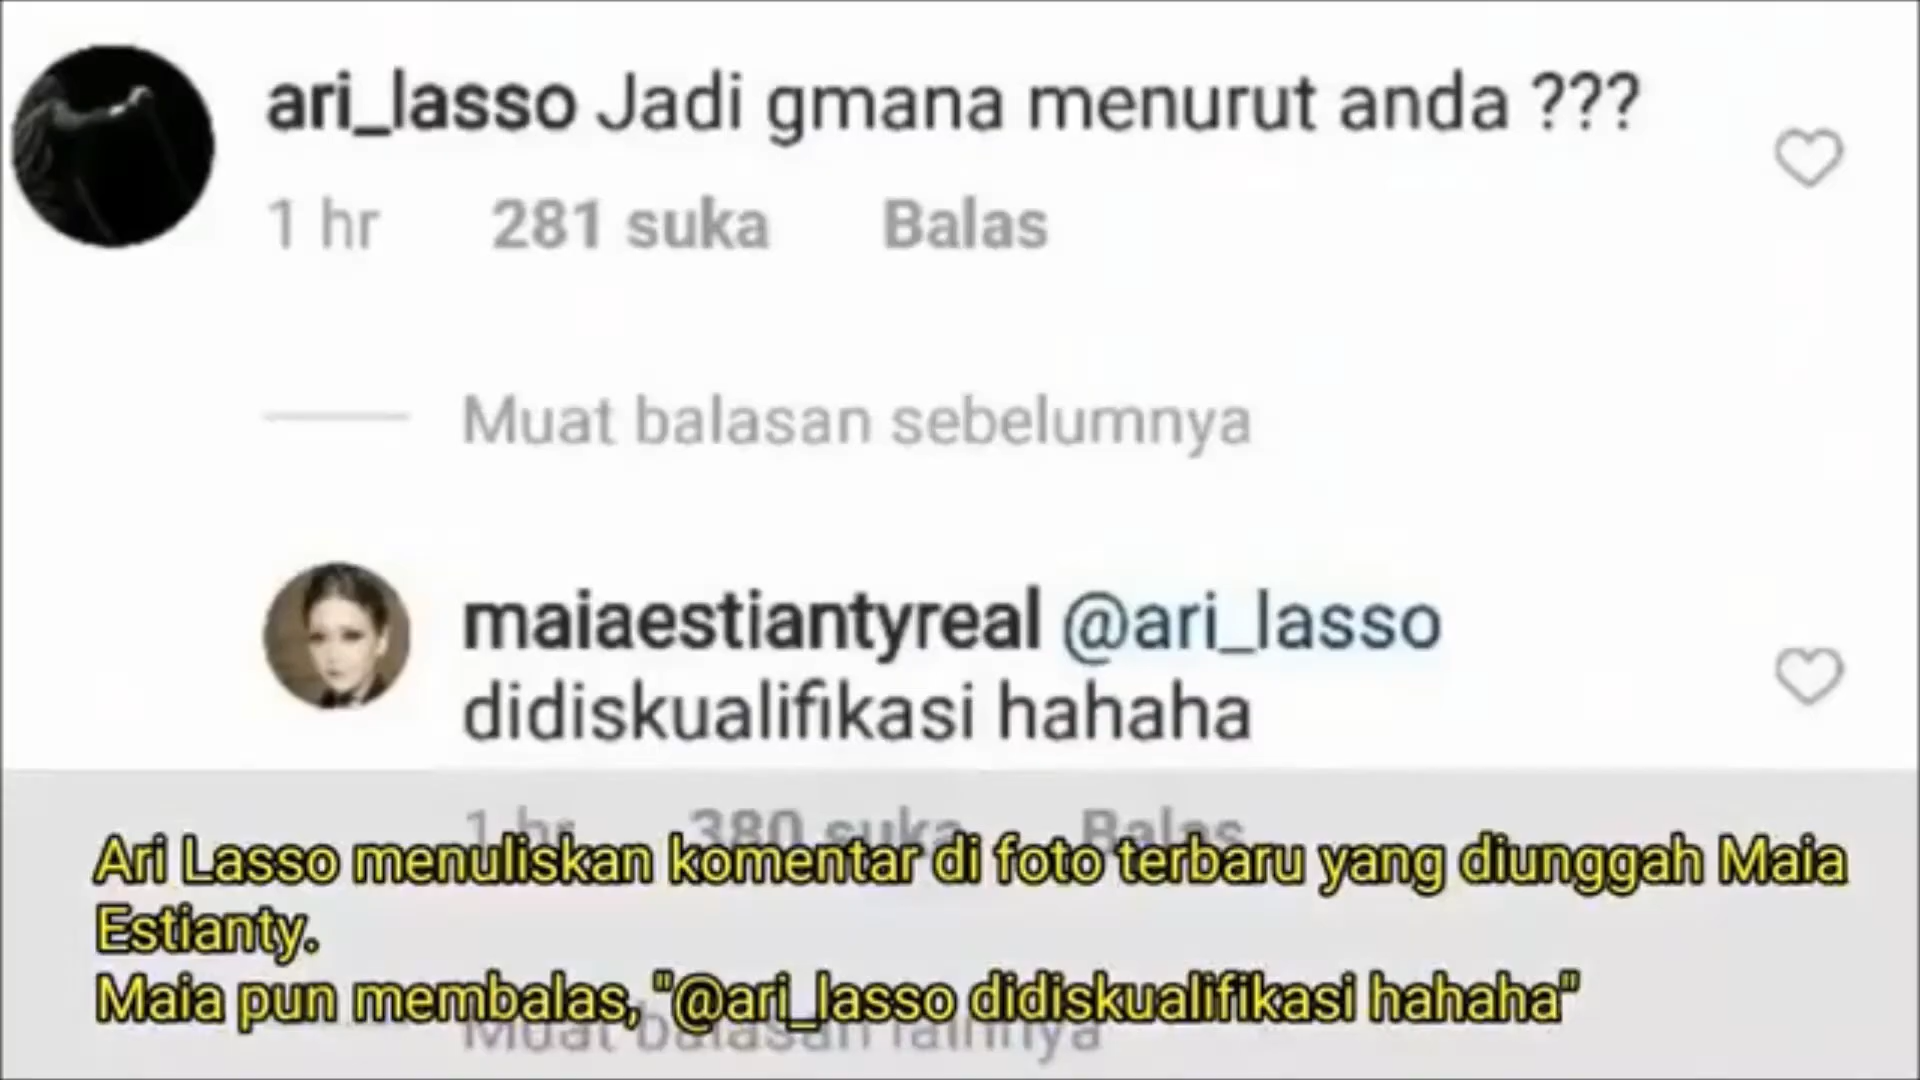 ari_lasso Jadi gmana menurut anda ???
1 hr 281 suka Balas
Muat balasan sebelumnya
maiaestiantyreal @ari_lasso
didiskualifikasi hahaha
1 hr 380 suka Balas
Ari Lasso menuliskan komentar di foto terbaru yang diunggah Maia
Estianty.
Maia pun membalas, "@ari_lasso didiskualifikasi hahaha"
Muat balasan lainnya